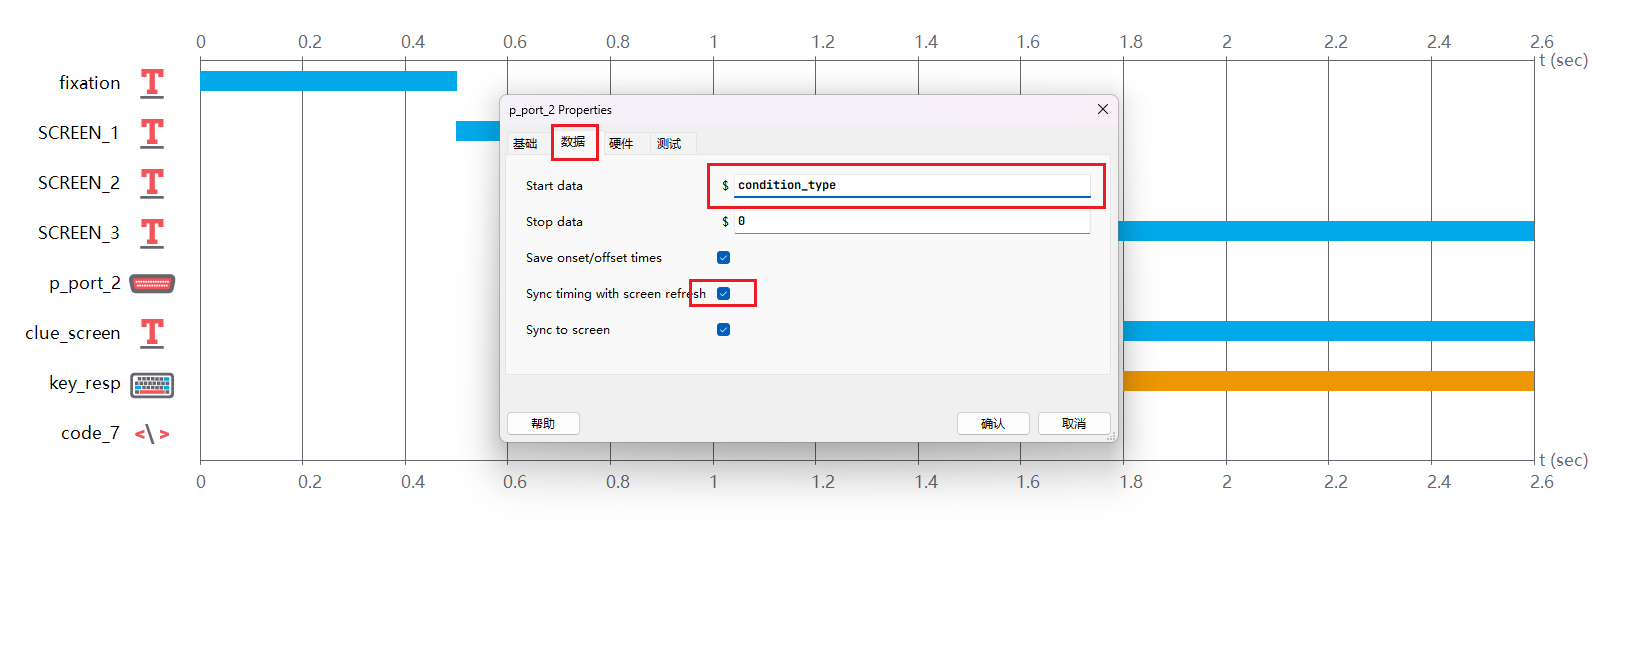 0 0.2 0.4 0.6 0.8 1 1.2 1.4 1.6 1.8 2 2.2 2.4 2.6
t (sec)
fixation
SCREEN_1
SCREEN_2
SCREEN_3
p_port_2
clue_screen
key_resp
code_7
p_port_2 Properties
基础 数据 硬件 测试
Start data $ condition_type
Stop data $ 0
Save onset/offset times
Sync timing with screen refresh
Sync to screen
帮助 确认 取消
t (sec)
0 0.2 0.4 0.6 0.8 1 1.2 1.4 1.6 1.8 2 2.2 2.4 2.6